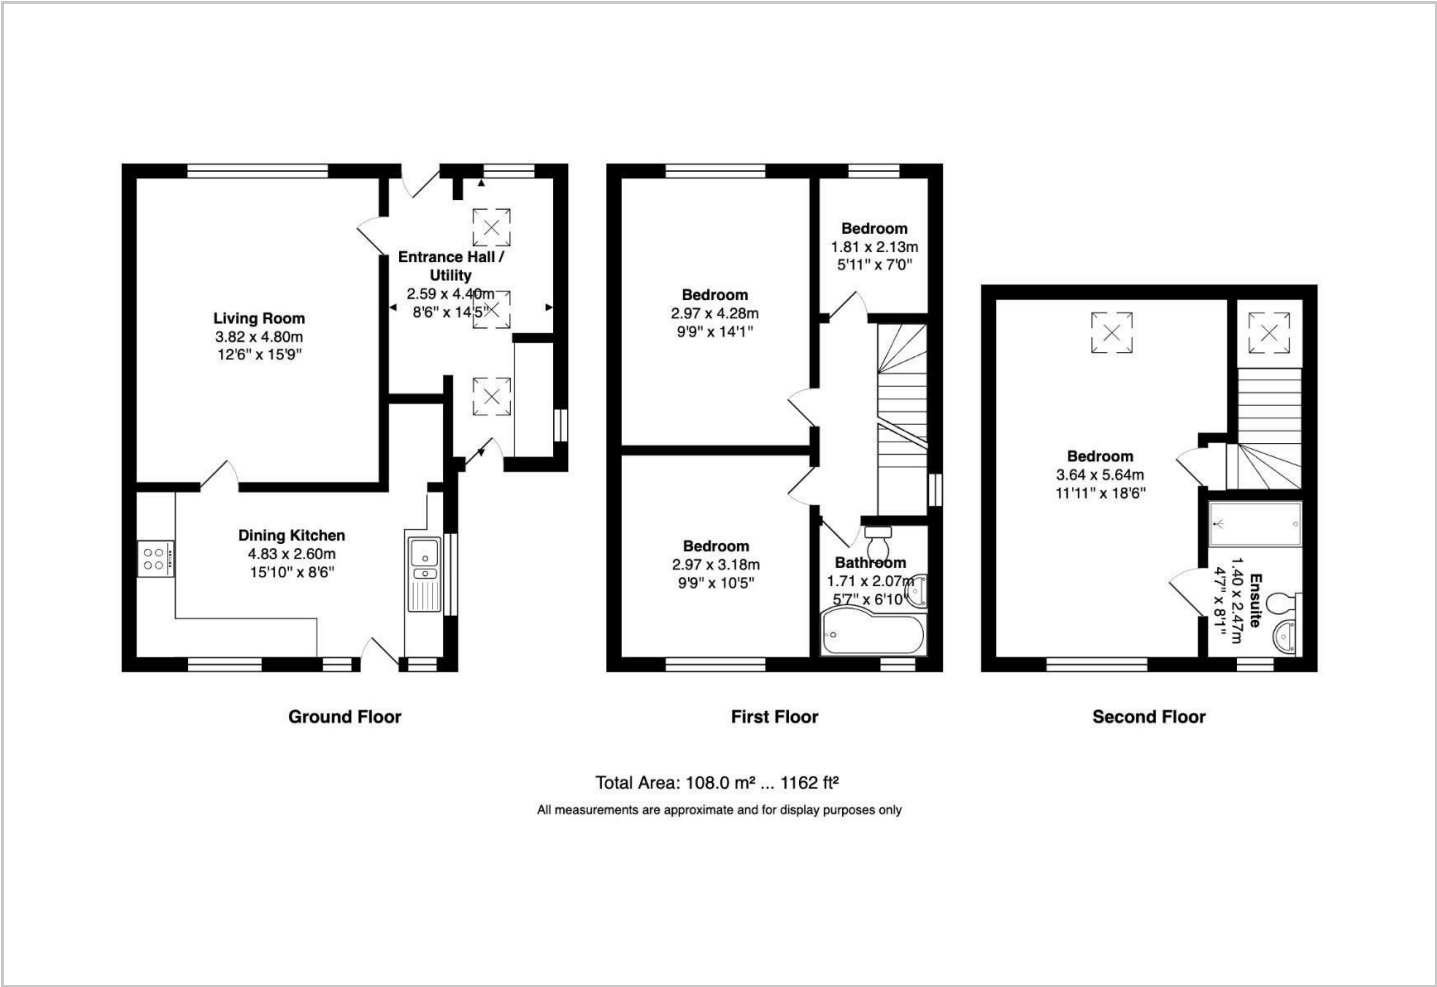 Living Room
3.82 x 4.80m
12'6" x 15'9"
Entrance Hall /
Utility
2.59 x 4.40m
8'6" x 14'5"
Dining Kitchen
4.83 x 2.60m
15'10" x 8'6"
Ground Floor
Bedroom
2.97 x 4.28m
9'9" x 14'1"
Bedroom
1.81 x 2.13m
5'11" x 7'0"
Bedroom
2.97 x 3.18m
9'9" x 10'5"
Bathroom
1.71 x 2.07m
5'7" x 6'10"
First Floor
Bedroom
3.64 x 5.64m
11'11" x 18'6"
Ensuite
1.40 x 2.47m
4'7" x 8'1"
Second Floor
Total Area: 108.0 m² ... 1162 ft²
All measurements are approximate and for display purposes only